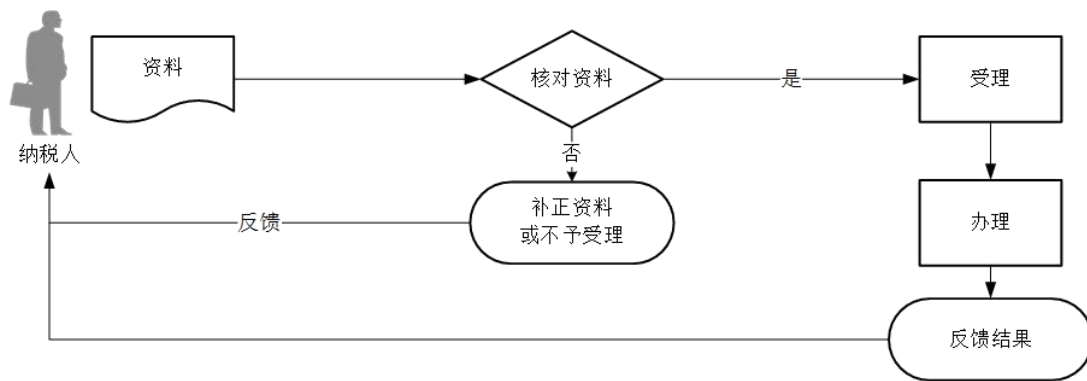 资料
核对资料
是
受理
纳税人
否
补正资料
或不予受理
反馈
办理
反馈结果